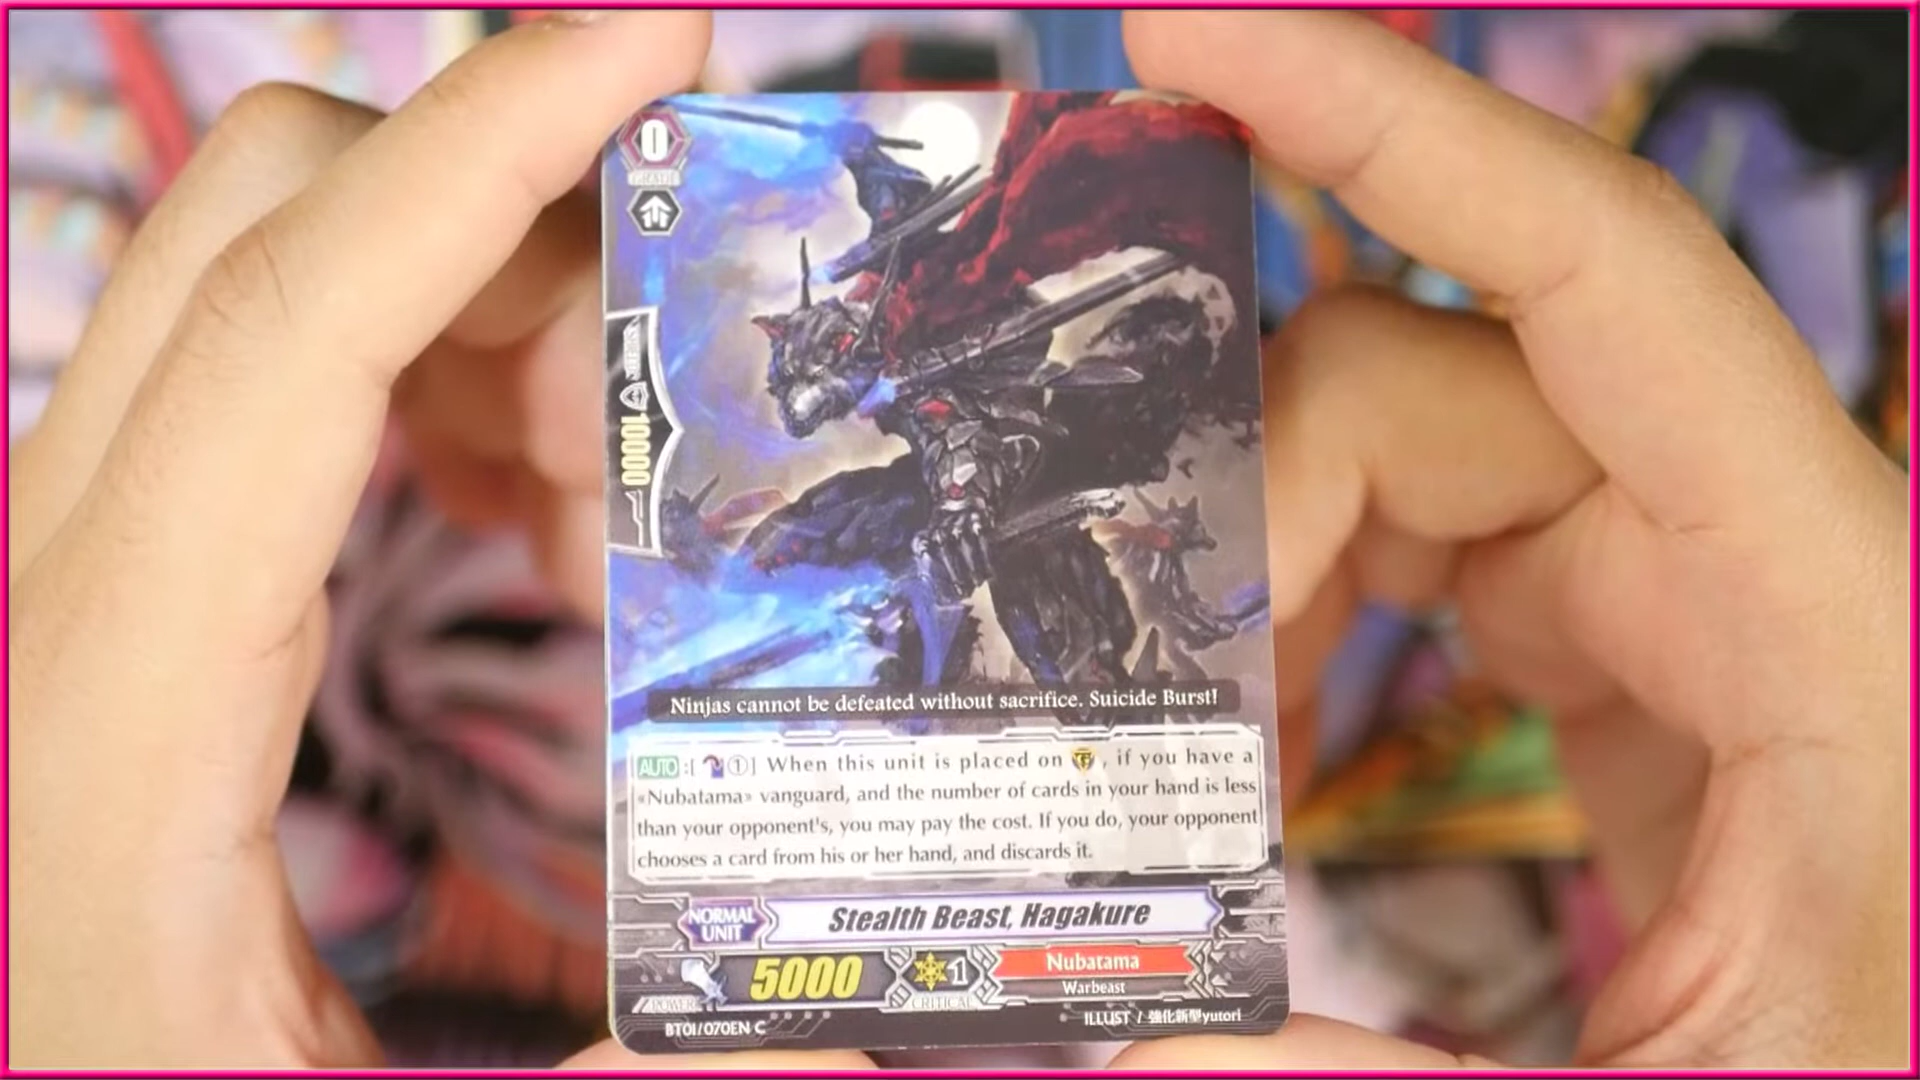 0
GRADE
SHIELD
10000
Ninjas cannot be defeated without sacrifice. Suicide Burst!
AUTO:[ ①] When this unit is placed on , if you have a
«Nubatama» vanguard, and the number of cards in your hand is less
than your opponent's, you may pay the cost. If you do, your opponent
chooses a card from his or her hand, and discards it.
NORMAL
UNIT
Stealth Beast, Hagakure
POWER
5000
1
CRITICAL
Nubatama
Warbeast
BT01/070EN C
ILLUST / 強化新型yutori